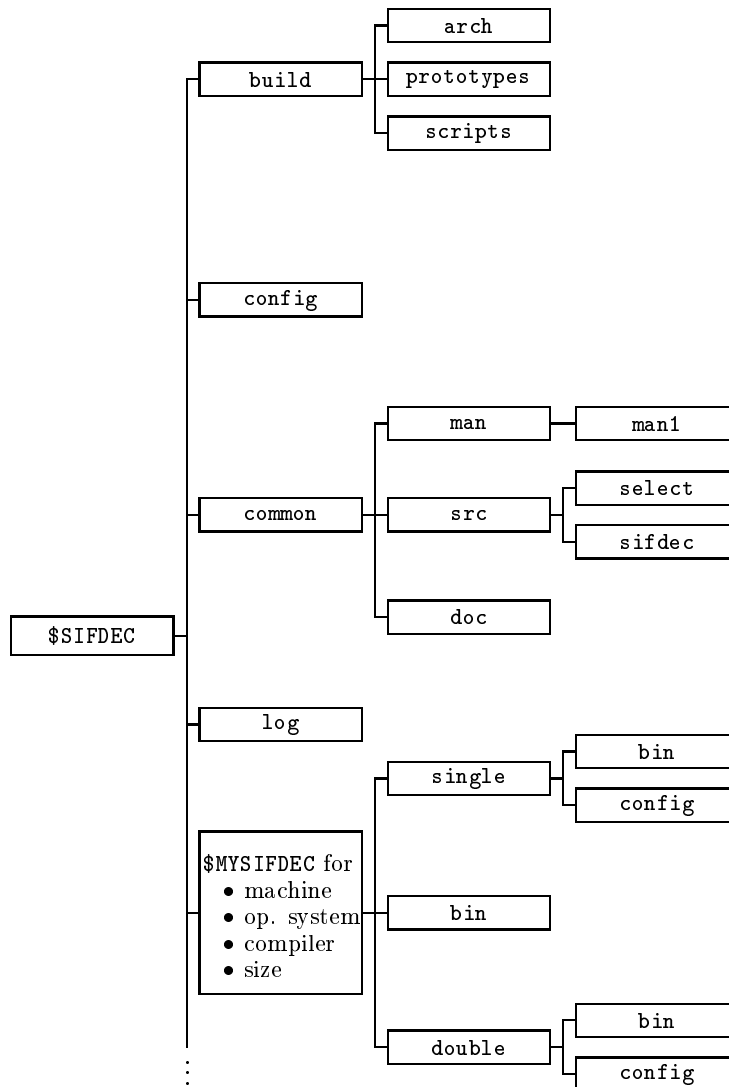 arch
build
prototypes
scripts
config
man
man1
select
common
src
sifdec
doc
$SIFDEC
log
bin
single
config
$MYSIFDEC for
• machine
• op. system
• compiler
• size
bin
bin
double
config
⋮